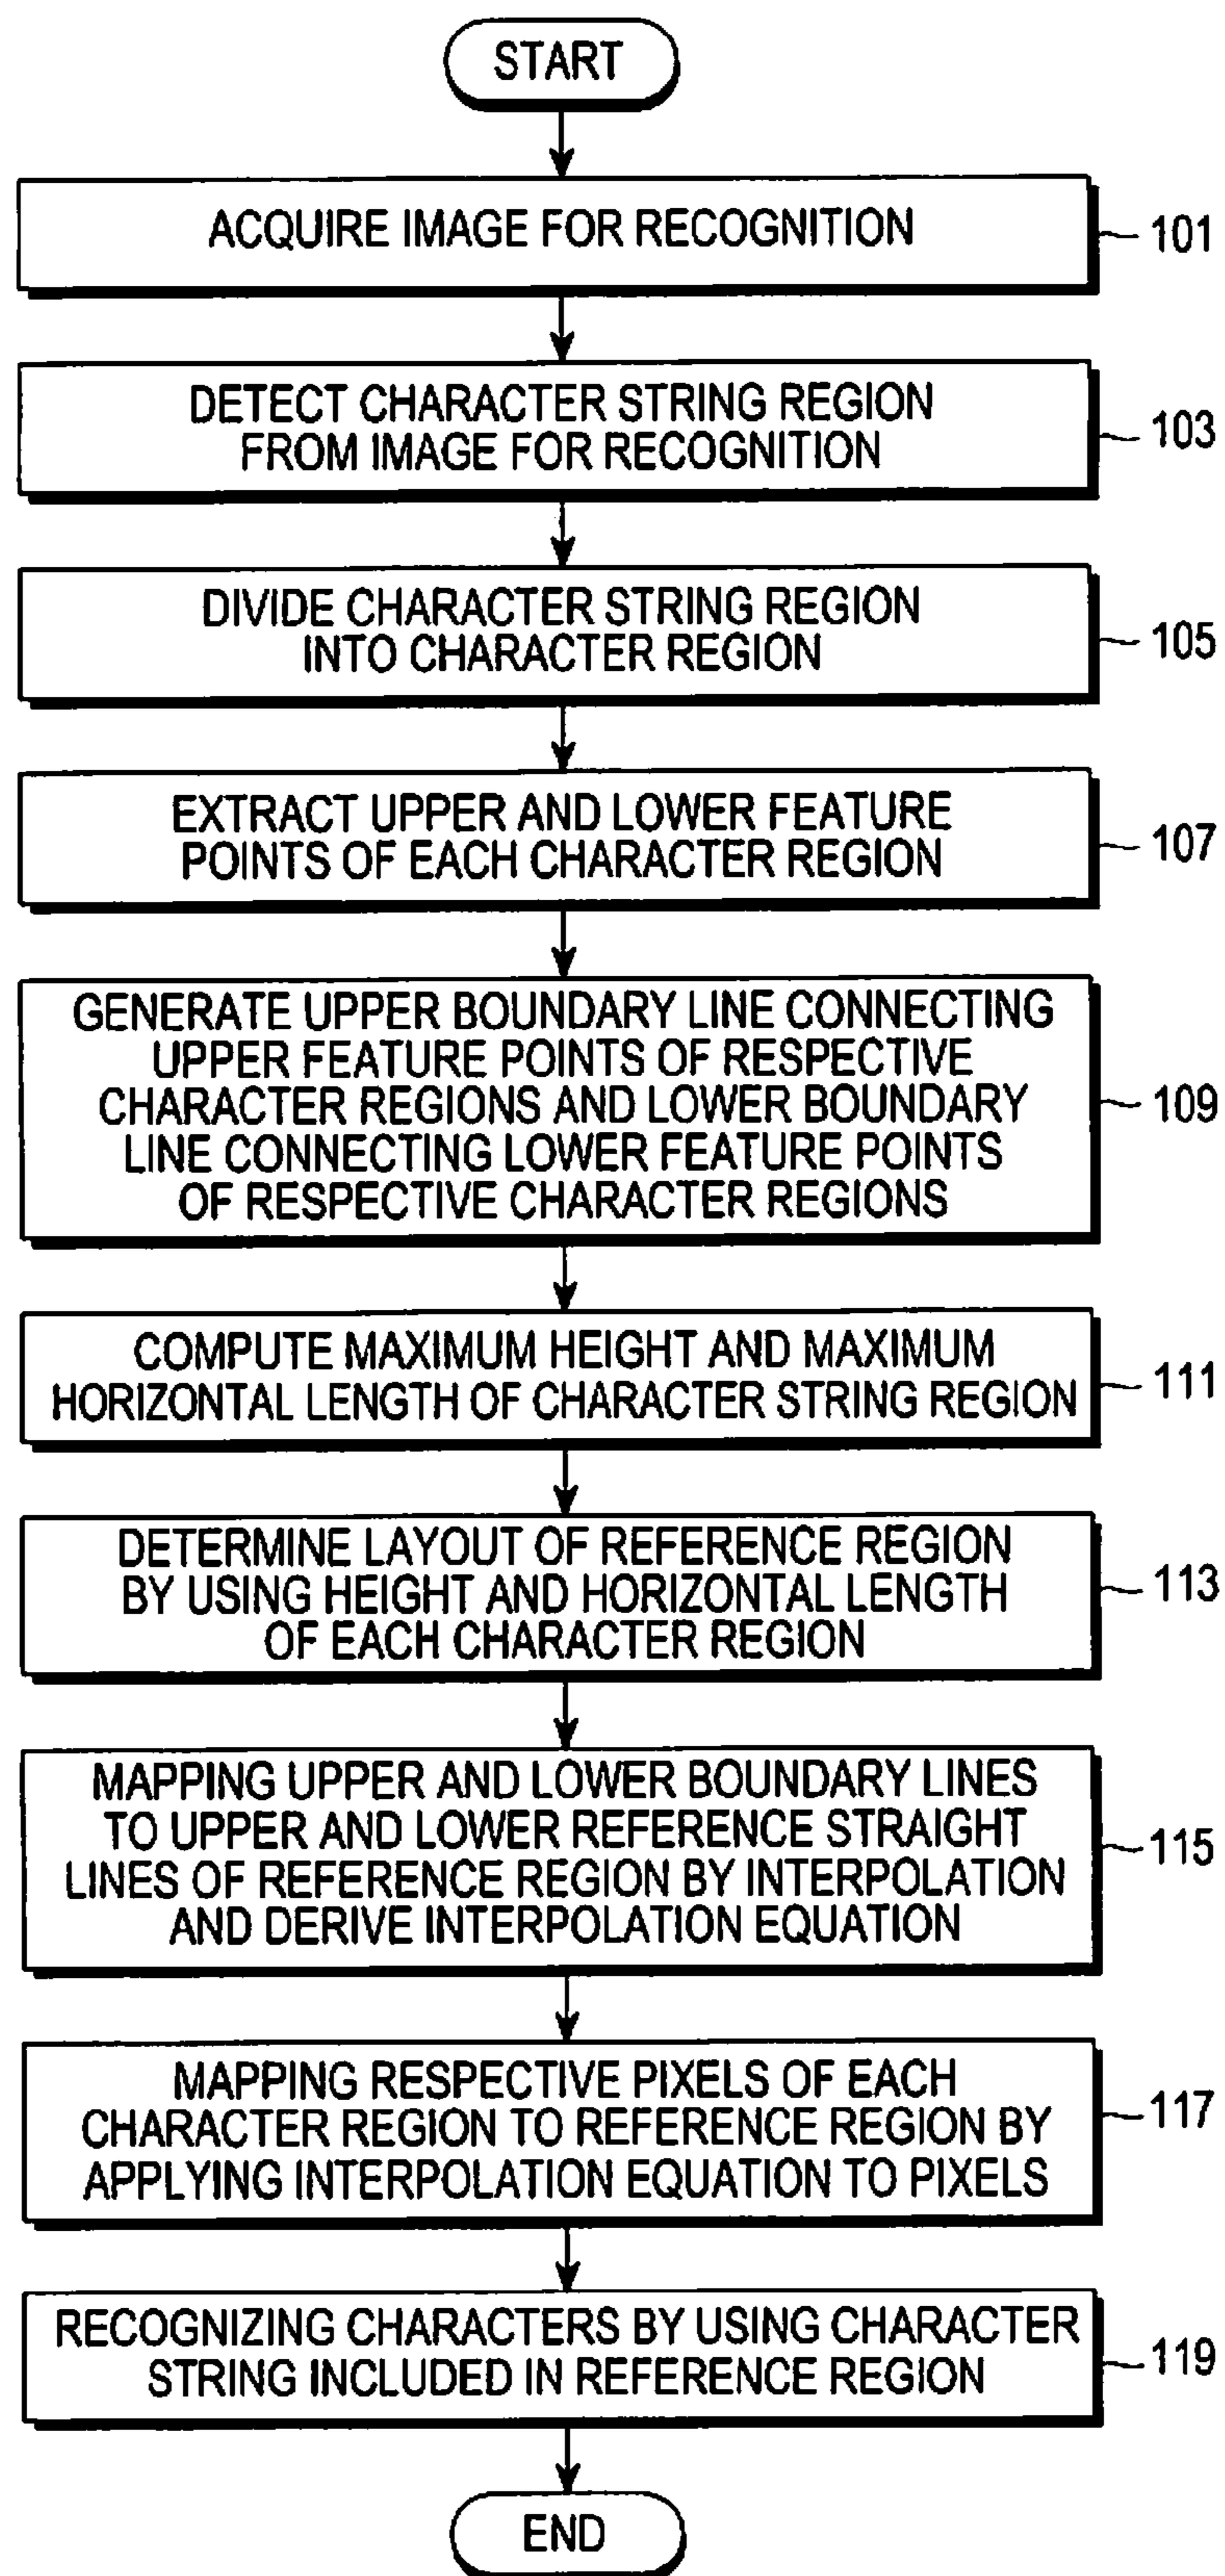 START
ACQUIRE IMAGE FOR RECOGNITION
101
DETECT CHARACTER STRING REGION
FROM IMAGE FOR RECOGNITION
103
DIVIDE CHARACTER STRING REGION
INTO CHARACTER REGION
105
EXTRACT UPPER AND LOWER FEATURE
POINTS OF EACH CHARACTER REGION
107
GENERATE UPPER BOUNDARY LINE CONNECTING
UPPER FEATURE POINTS OF RESPECTIVE
CHARACTER REGIONS AND LOWER BOUNDARY
LINE CONNECTING LOWER FEATURE POINTS
OF RESPECTIVE CHARACTER REGIONS
109
COMPUTE MAXIMUM HEIGHT AND MAXIMUM
HORIZONTAL LENGTH OF CHARACTER STRING REGION
111
DETERMINE LAYOUT OF REFERENCE REGION
BY USING HEIGHT AND HORIZONTAL LENGTH
OF EACH CHARACTER REGION
113
MAPPING UPPER AND LOWER BOUNDARY LINES
TO UPPER AND LOWER REFERENCE STRAIGHT
LINES OF REFERENCE REGION BY INTERPOLATION
AND DERIVE INTERPOLATION EQUATION
115
MAPPING RESPECTIVE PIXELS OF EACH
CHARACTER REGION TO REFERENCE REGION BY
APPLYING INTERPOLATION EQUATION TO PIXELS
117
RECOGNIZING CHARACTERS BY USING CHARACTER
STRING INCLUDED IN REFERENCE REGION
119
END